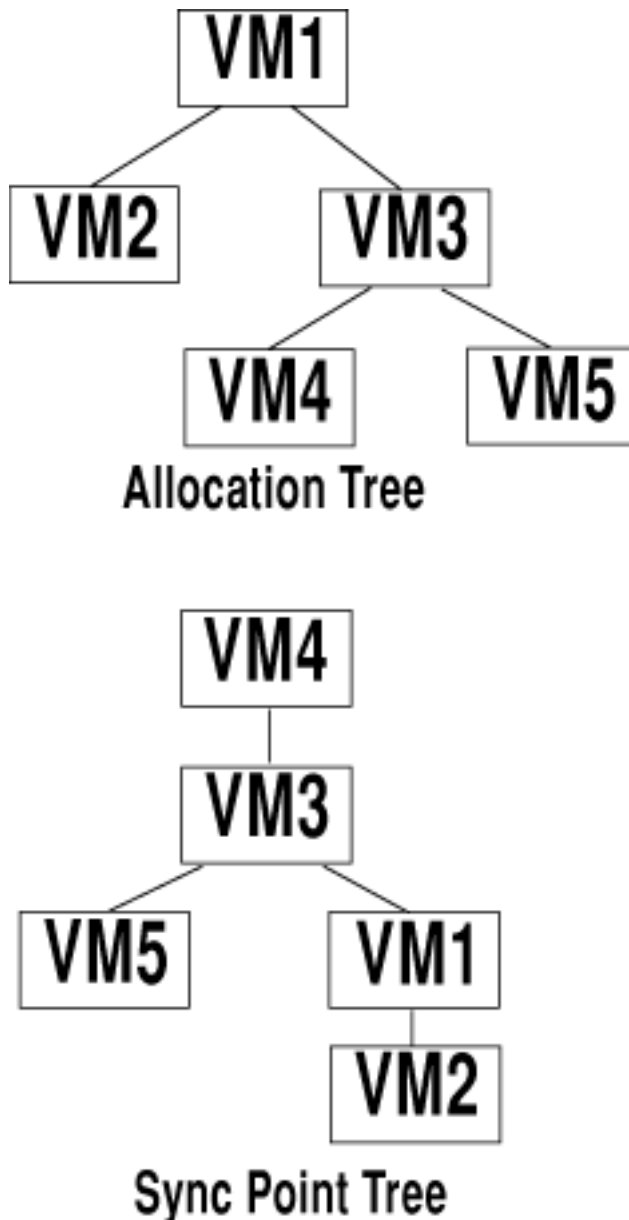 VM1
VM2 VM3
VM4 VM5
Allocation Tree
VM4
VM3
VM5 VM1
VM2
Sync Point Tree